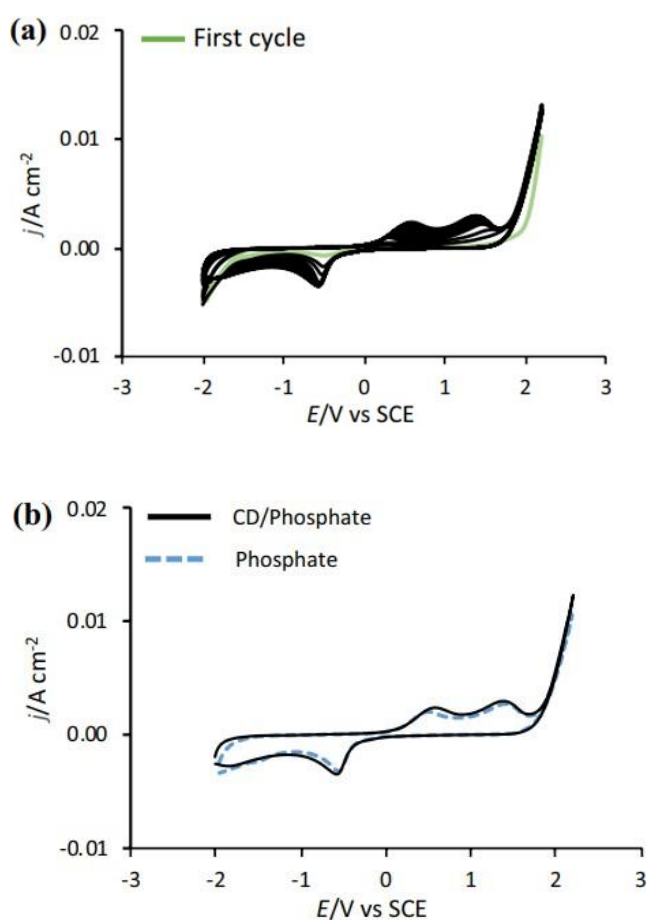 (a)
First cycle
0.02
0.01
0.00
-0.01
j/A cm⁻²
-3 -2 -1 0 1 2 3
E/V vs SCE
(b)
CD/Phosphate
Phosphate
0.02
0.01
0.00
-0.01
j/A cm⁻²
-3 -2 -1 0 1 2 3
E/V vs SCE